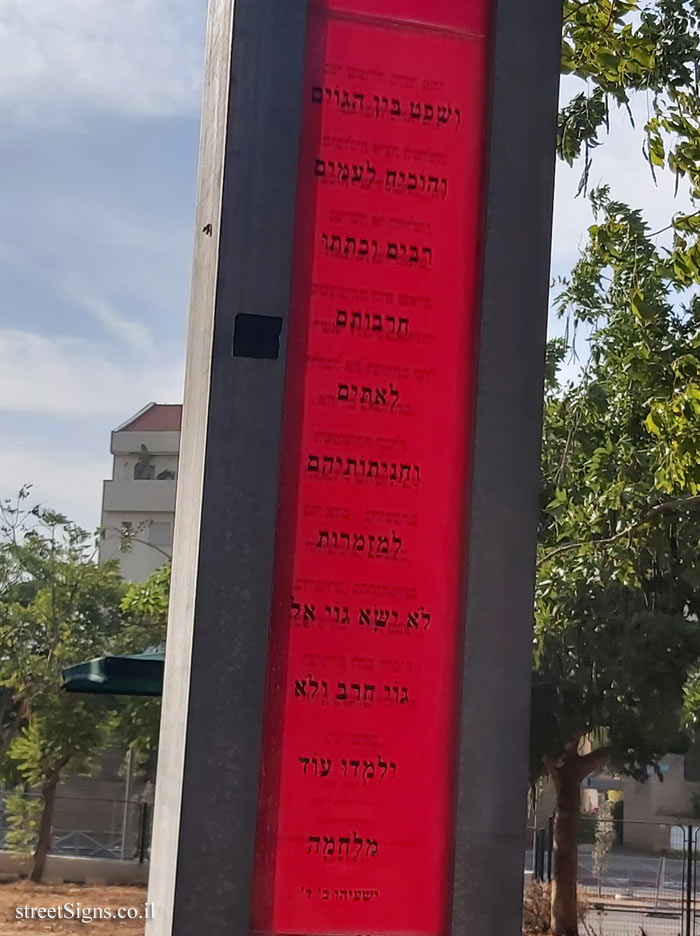 ושפט בין הגוים
והוכיח לעמים
רבים וכתתו
חרבותם
לאתים
וחניתותיהם
למזמרות
לא ישא גוי אל
גוי חרב ולא
ילמדו עוד
מלחמה
ישעיהו ב' ד'
streetSigns.co.il